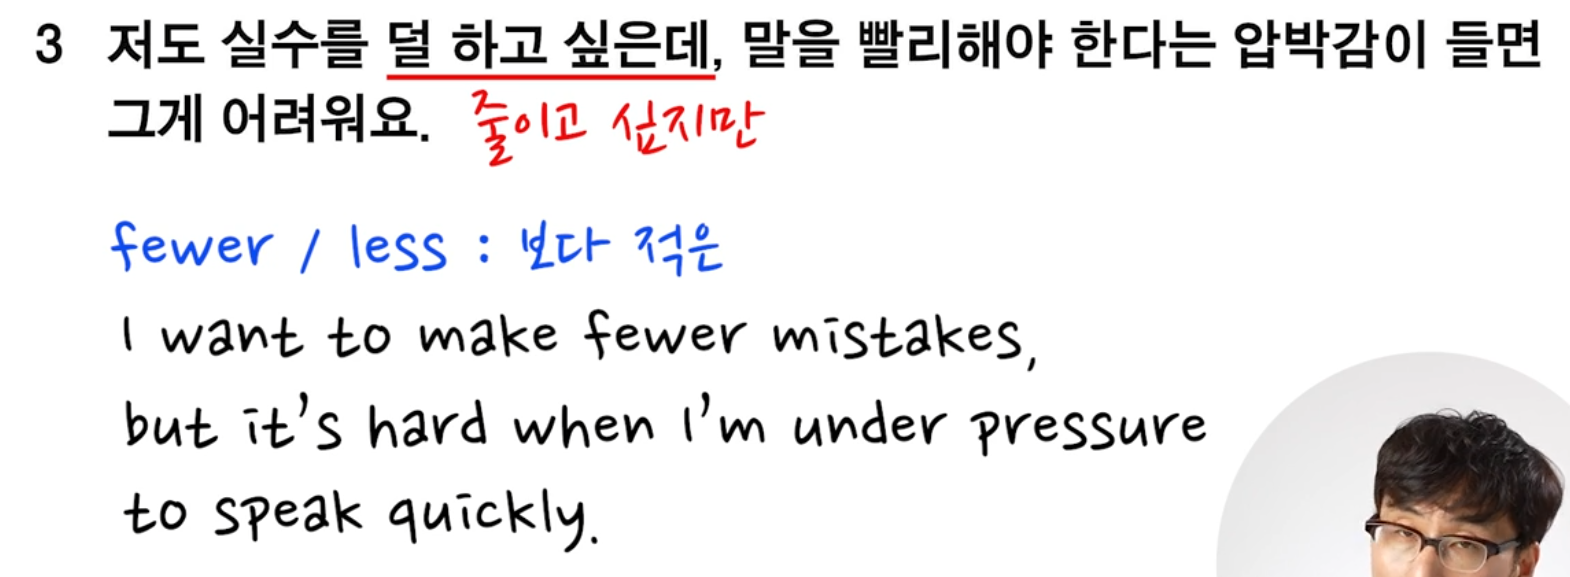 3 저도 실수를 덜 하고 싶은데, 말을 빨리해야 한다는 압박감이 들면
그게 어려워요. 줄이고 싶지만
fewer / less : 보다 적은
I want to make fewer mistakes,
but it's hard when I'm under pressure
to speak quickly.